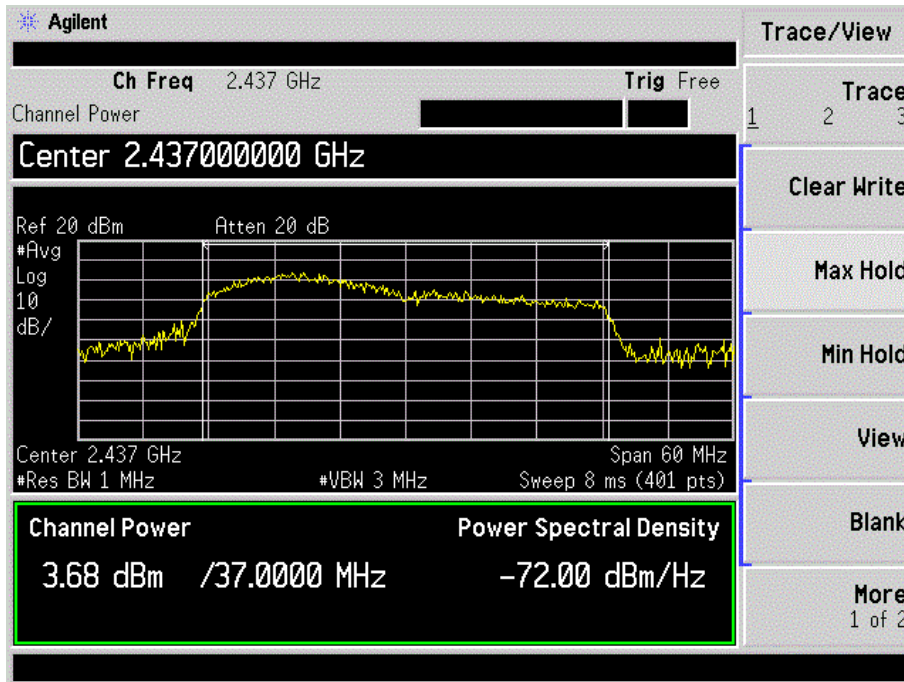 Agilent
Trace/View
Ch Freq 2.437 GHz Trig Free
Channel Power
Trace
1 2 3
Center 2.437000000 GHz
Clear Write
Ref 20 dBm Atten 20 dB
#Avg
Log
10
dB/
Max Hold
Min Hold
View
Center 2.437 GHz Span 60 MHz
#Res BW 1 MHz #VBW 3 MHz Sweep 8 ms (401 pts)
Blank
Channel Power Power Spectral Density
3.68 dBm /37.0000 MHz -72.00 dBm/Hz
More
1 of 2